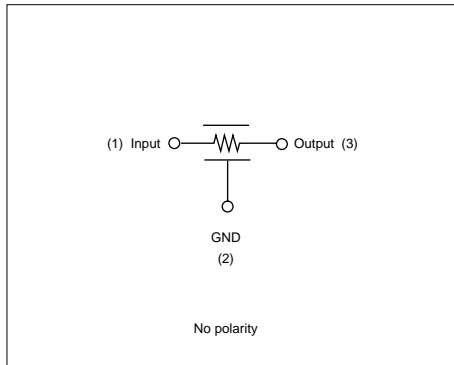 (1) Input Output (3)
GND
(2)
No polarity